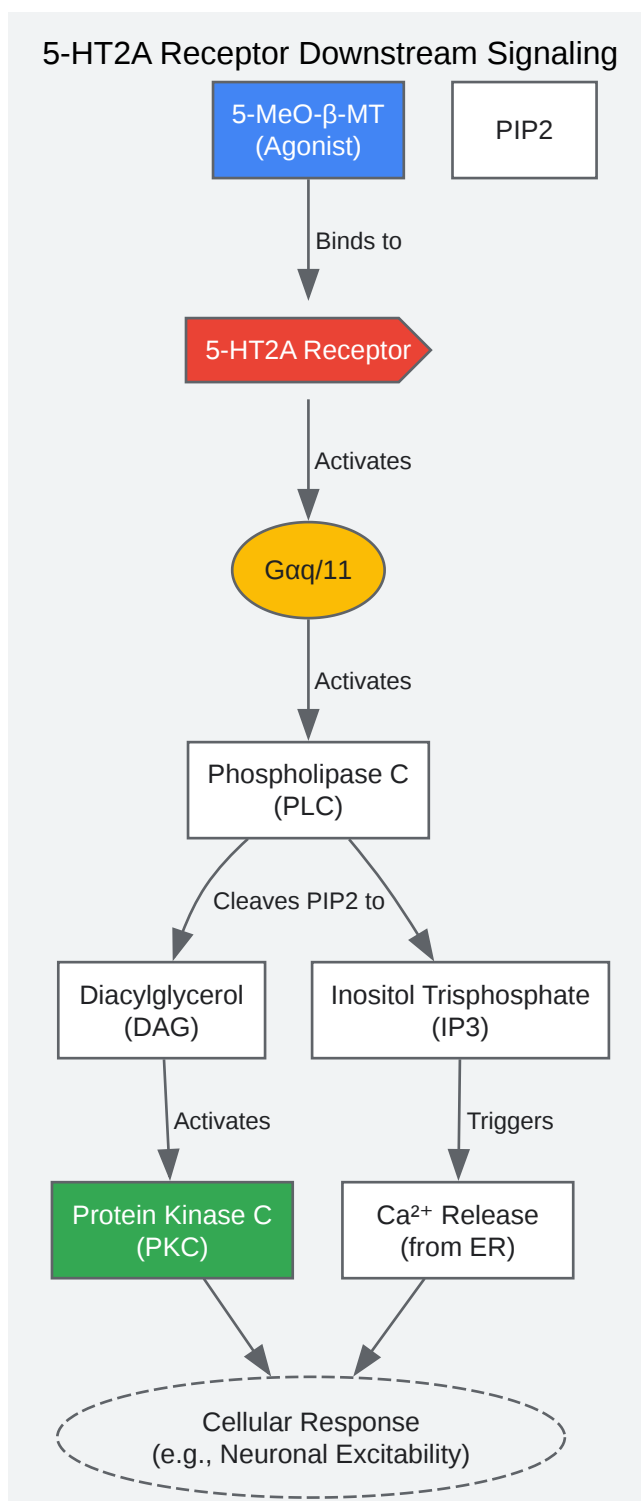 5-HT2A Receptor Downstream Signaling
5-MeO-β-MT
(Agonist)
PIP2
Binds to
5-HT2A Receptor
Activates
Gαq/11
Activates
Phospholipase C
(PLC)
Cleaves PIP2 to
Diacylglycerol
(DAG)
Inositol Trisphosphate
(IP3)
Activates
Triggers
Protein Kinase C
(PKC)
Ca²⁺ Release
(from ER)
Cellular Response
(e.g., Neuronal Excitability)